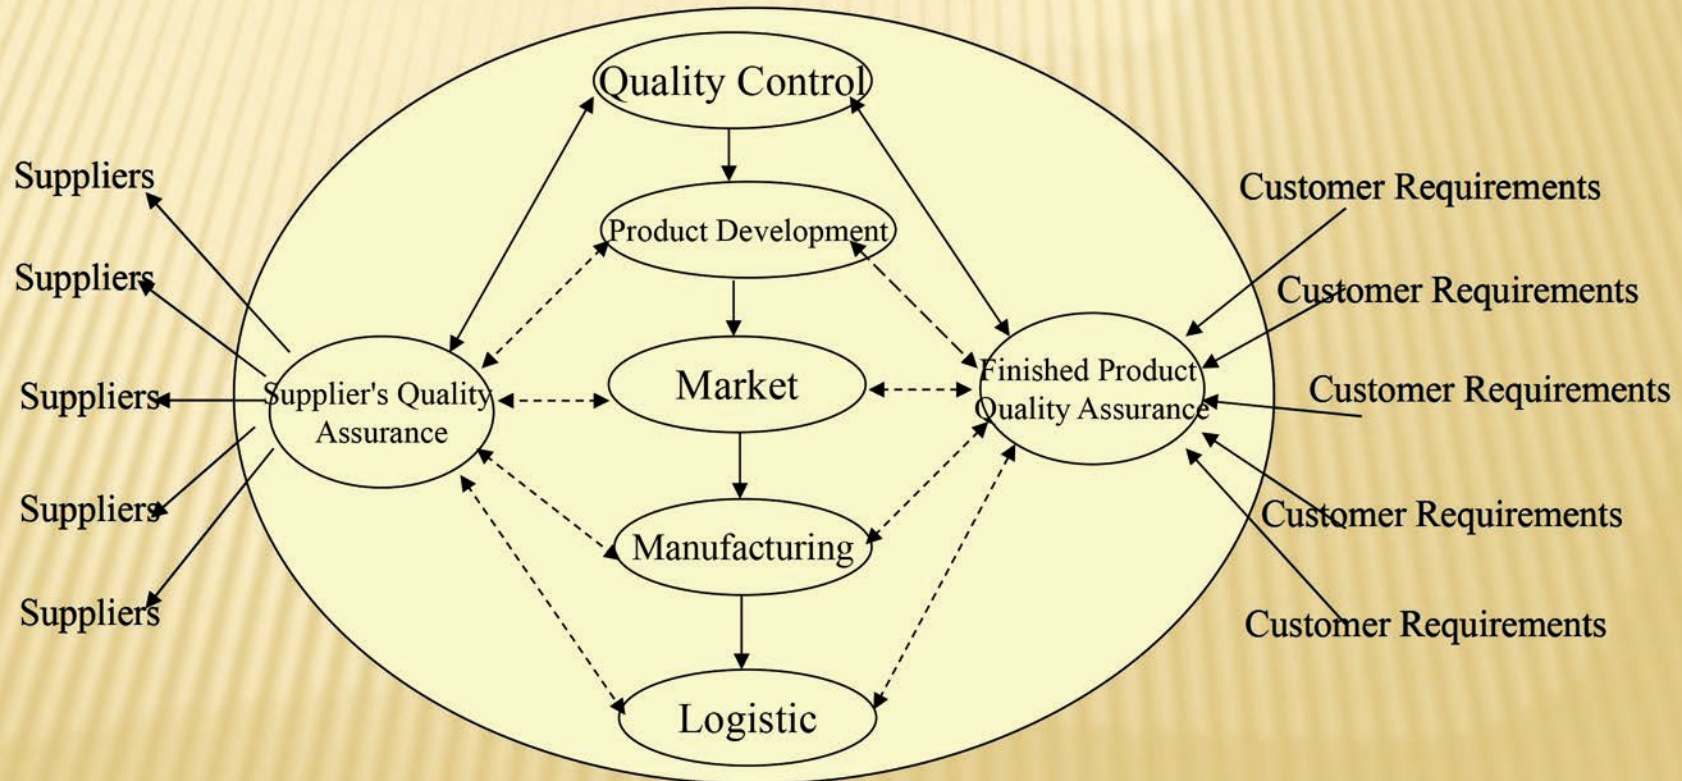 Quality Control
Suppliers
Customer Requirements
Product Development
Suppliers
Customer Requirements
Suppliers
Supplier's Quality
Assurance
Market
Finished Product
Quality Assurance
Customer Requirements
Suppliers
Manufacturing
Customer Requirements
Suppliers
Customer Requirements
Logistic